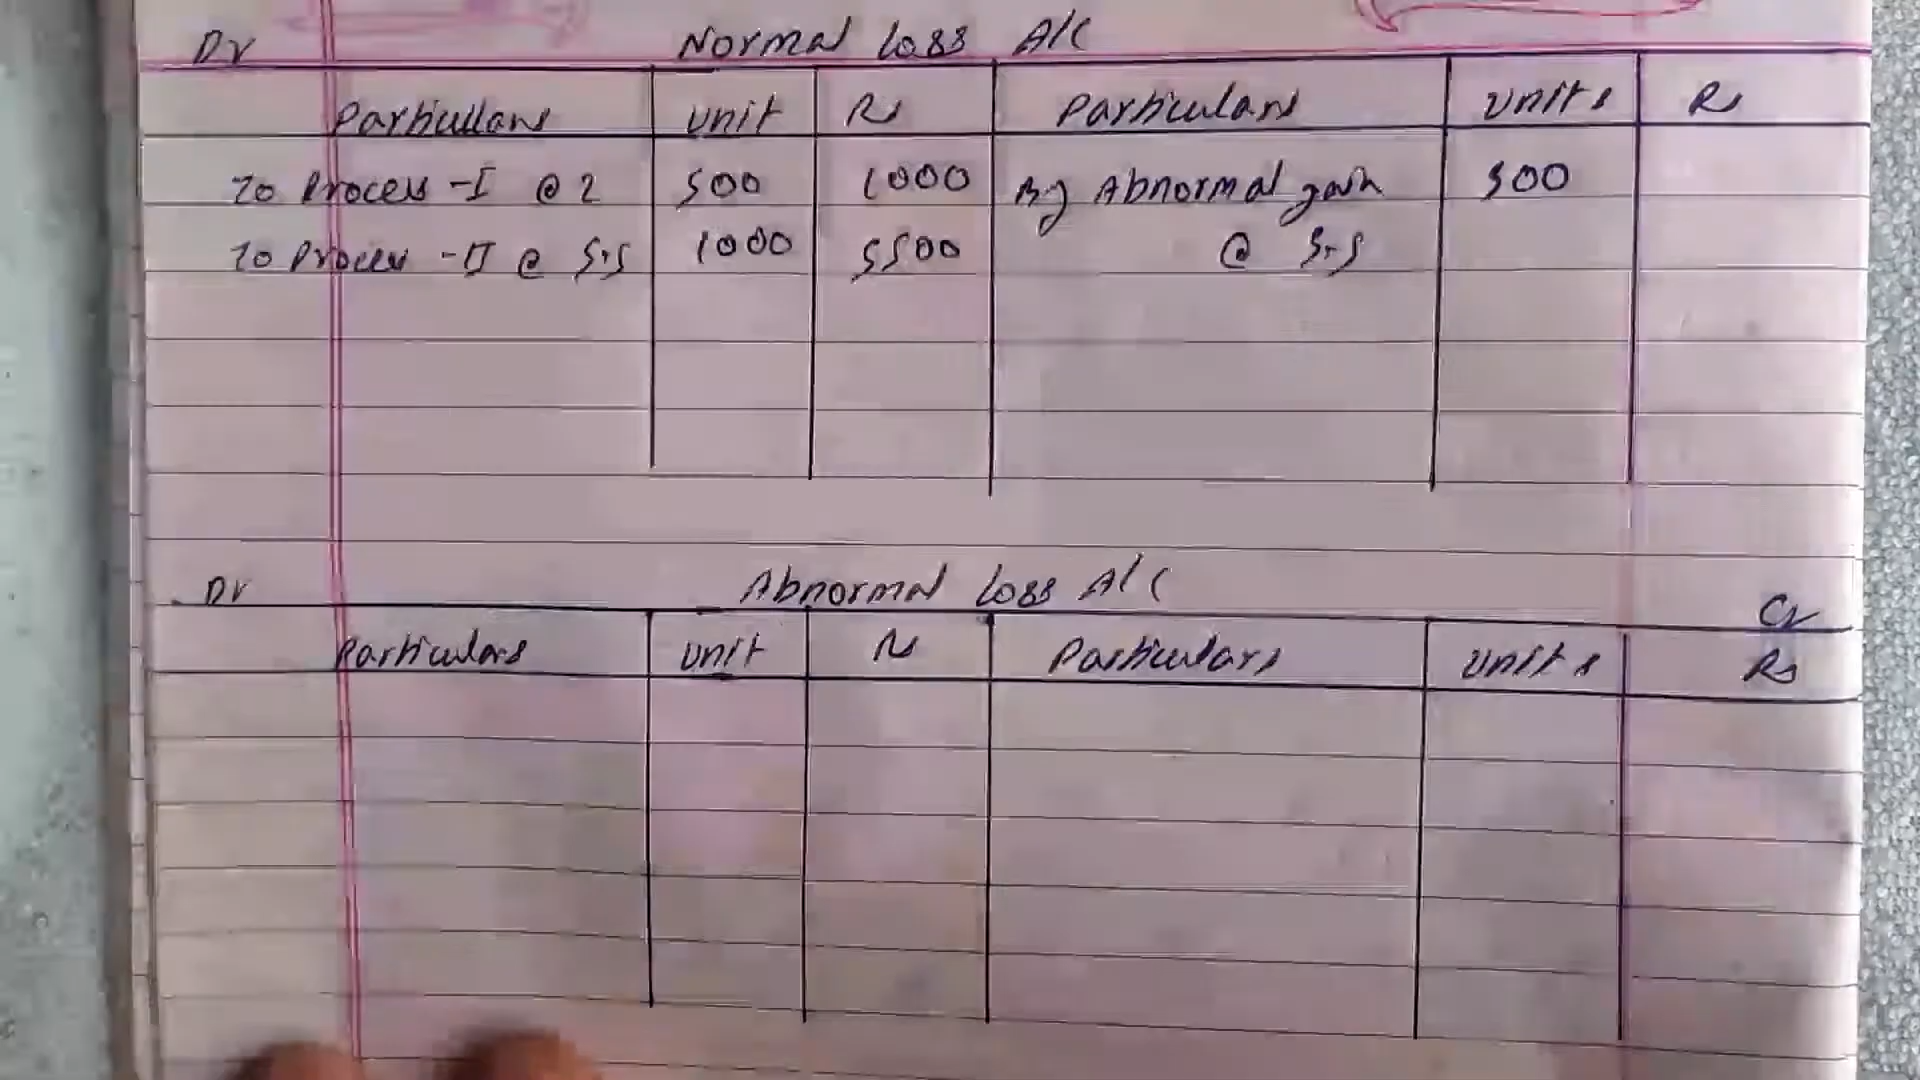 Dr Normal Loss A/C
Particullars unit Rs Particulars units Rs
To Process -I @ 2 500 1000 By Abnormal gain 500
To Process -II @ 5.5 1000 5500 @ 5.5
Dr Abnormal Loss A/C Cr
Particulars unit Rs Particulars units Rs